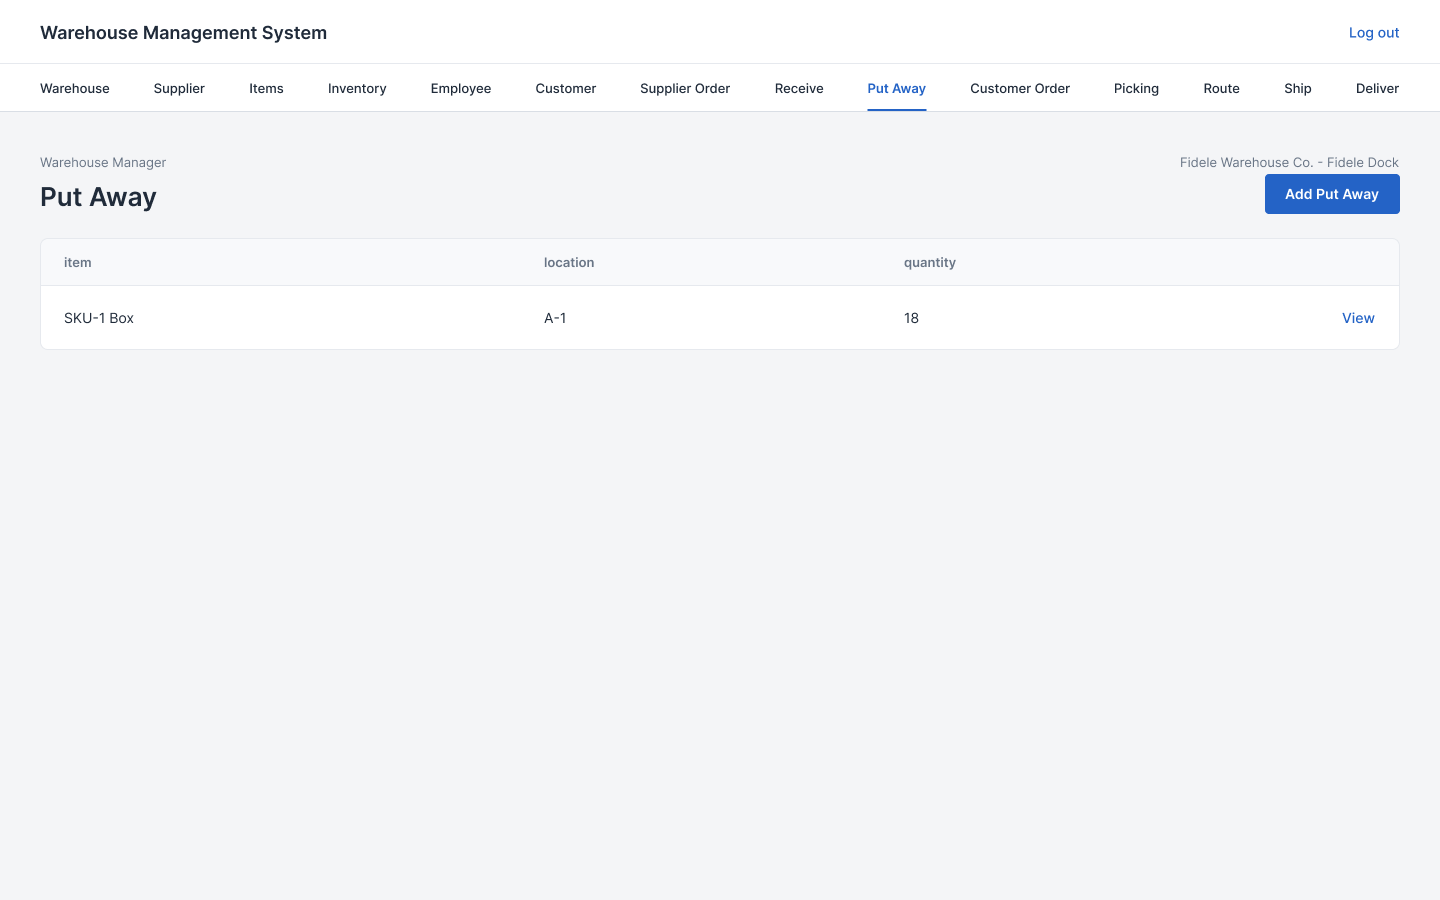 Warehouse Management System Log out
Warehouse Supplier Items Inventory Employee Customer Supplier Order Receive Put Away Customer Order Picking Route Ship Deliver
Warehouse Manager Fidele Warehouse Co. - Fidele Dock
Put Away Add Put Away
item location quantity
SKU-1 Box A-1 18 View